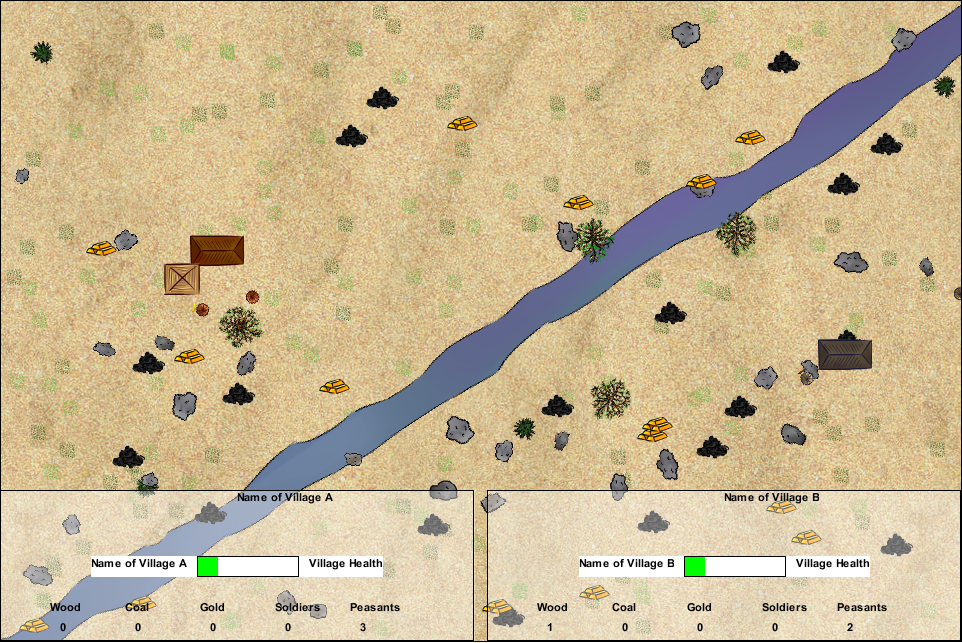 Name of Village A
Name of Village A Village Health
Wood Coal Gold Soldiers Peasants
0 0 0 0 3
Name of Village B
Name of Village B Village Health
Wood Coal Gold Soldiers Peasants
1 0 0 0 2